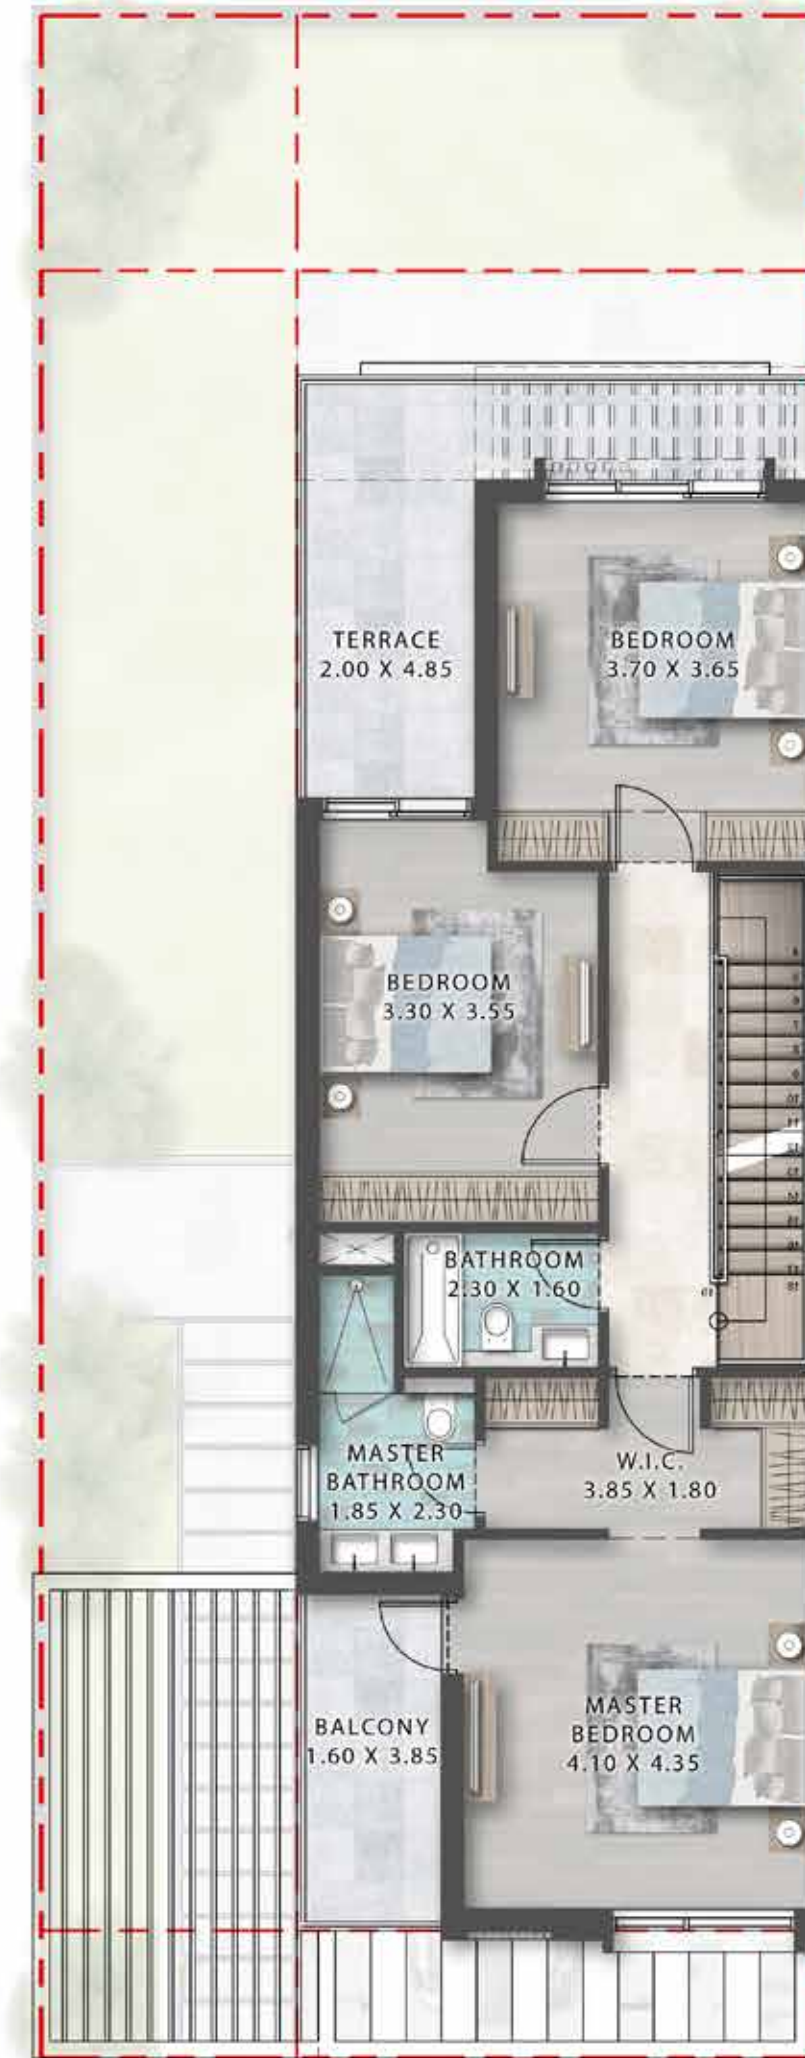 TERRACE
2.00 X 4.85
BEDROOM
3.70 X 3.65
BEDROOM
3.30 X 3.55
BATHROOM
2.30 X 1.60
MASTER
BATHROOM
1.85 X 2.30
W.I.C.
3.85 X 1.80
BALCONY
1.60 X 3.85
MASTER
BEDROOM
4.10 X 4.35